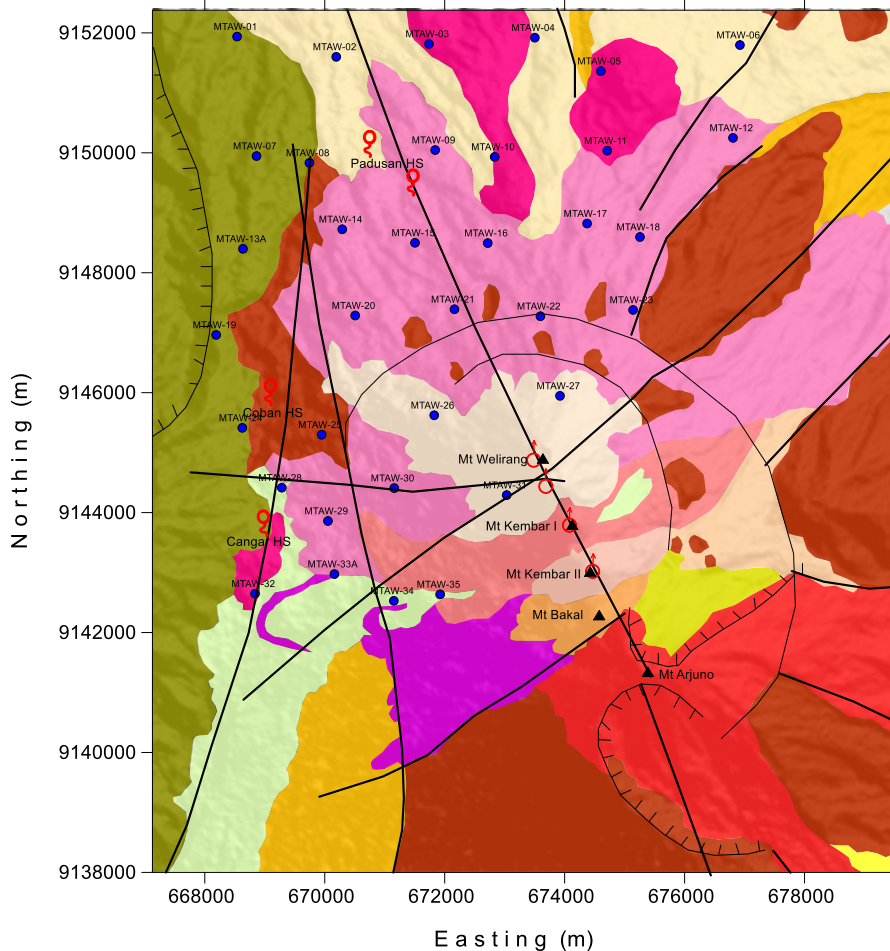 9152000
MTAW-01
MTAW-02
MTAW-03
MTAW-04
MTAW-05
MTAW-06
9150000
MTAW-07
MTAW-08
Padusan HS
MTAW-09
MTAW-10
MTAW-11
MTAW-12
9148000
MTAW-13A
MTAW-14
MTAW-15
MTAW-16
MTAW-17
MTAW-18
MTAW-19
MTAW-20
MTAW-21
MTAW-22
MTAW-23
9146000
Coban HS
MTAW-24
MTAW-25
MTAW-26
MTAW-27
Mt Welirang
MTAW-28
MTAW-30
MTAW-31
9144000
Cangar HS
MTAW-29
Mt Kembar I
MTAW-32
MTAW-33A
MTAW-34
MTAW-35
Mt Kembar II
Mt Bakal
9142000
Mt Arjuno
9140000
9138000
668000
670000
672000
674000
676000
678000
Easting (m)
Northing (m)